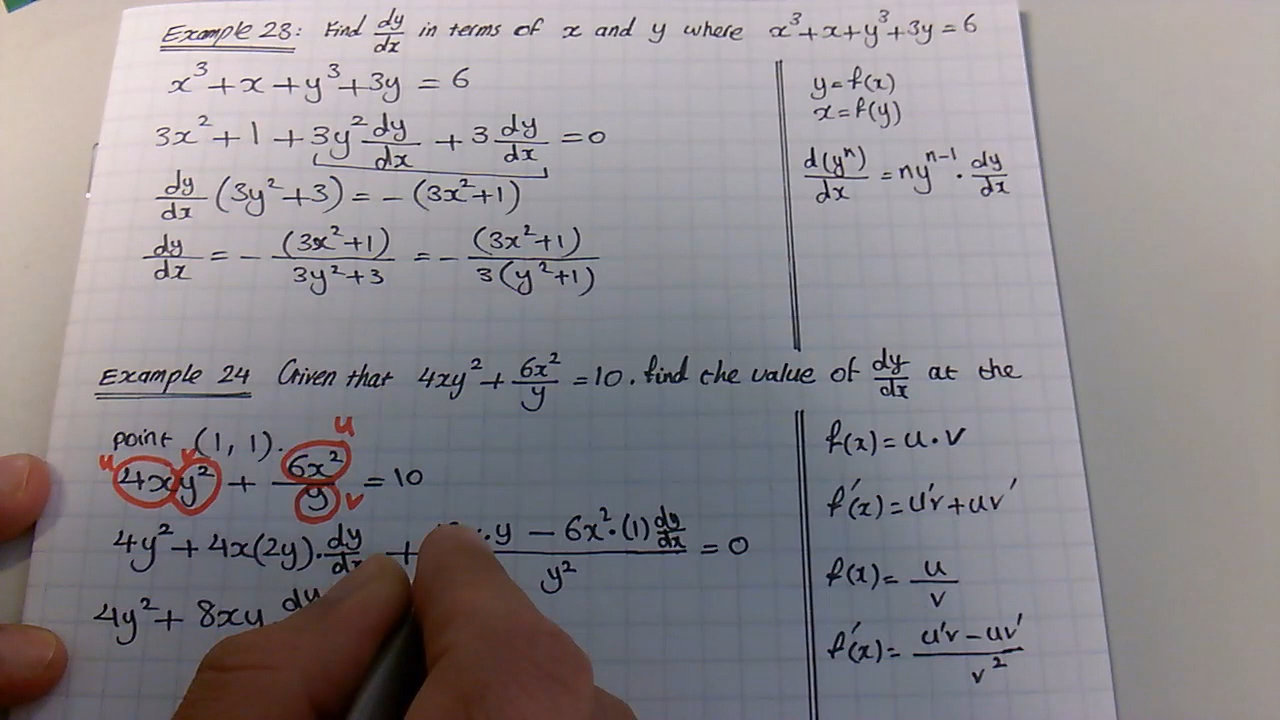 Example 23: Find dy/dx in terms of x and y where x³+x+y³+3y=6
x³+x+y³+3y=6
3x²+1+3y² dy/dx +3 dy/dx =0
dy/dx (3y²+3)=-(3x²+1)
dy/dx = - (3x²+1)/(3y²+3) = - (3x²+1)/3(y²+1)
y=f(x)
x=f(y)
d(yⁿ)/dx = nyⁿ⁻¹ · dy/dx
Example 24 Given that 4xy²+ 6x²/y =10. find the value of dy/dx at the
point (1, 1).
u v u
4xy² + 6x²/y = 10
v
4y²+4x(2y)· dy/dx + ·y - 6x²·(1) dy/dx / y² =0
4y²+ 8xy dy
f(x)=u·v
f'(x)=u'v+uv'
f(x)= u/v
f'(x)= u'v-uv'/v²